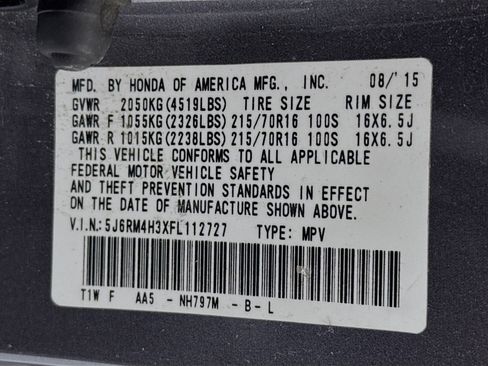 MFD. BY HONDA OF AMERICA MFG., INC. 08/'15
GVWR 2050KG(4519LBS) TIRE SIZE RIM SIZE
GAWR F 1055KG(2326LBS) 215/70R16 100S 16X6.5J
GAWR R 1015KG(2238LBS) 215/70R16 100S 16X6.5J
THIS VEHICLE CONFORMS TO ALL APPLICABLE
FEDERAL MOTOR VEHICLE SAFETY
AND THEFT PREVENTION STANDARDS IN EFFECT
ON THE DATE OF MANUFACTURE SHOWN ABOVE.
V.I.N: 5J6RM4H3XFL112727 TYPE: MPV
T1W F AA5 - NH797M - B - L